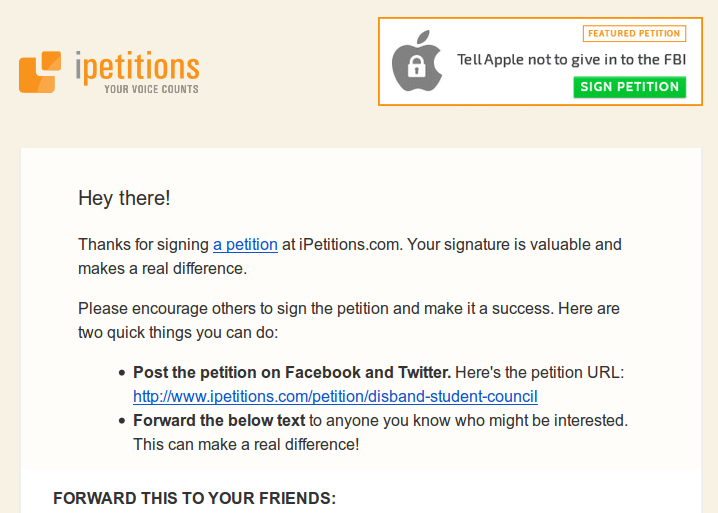 ipetitions
YOUR VOICE COUNTS
FEATURED PETITION
Tell Apple not to give in to the FBI
SIGN PETITION
Hey there!
Thanks for signing a petition at iPetitions.com. Your signature is valuable and
makes a real difference.
Please encourage others to sign the petition and make it a success. Here are
two quick things you can do:
• Post the petition on Facebook and Twitter. Here's the petition URL:
http://www.ipetitions.com/petition/disband-student-council
• Forward the below text to anyone you know who might be interested.
This can make a real difference!
FORWARD THIS TO YOUR FRIENDS: